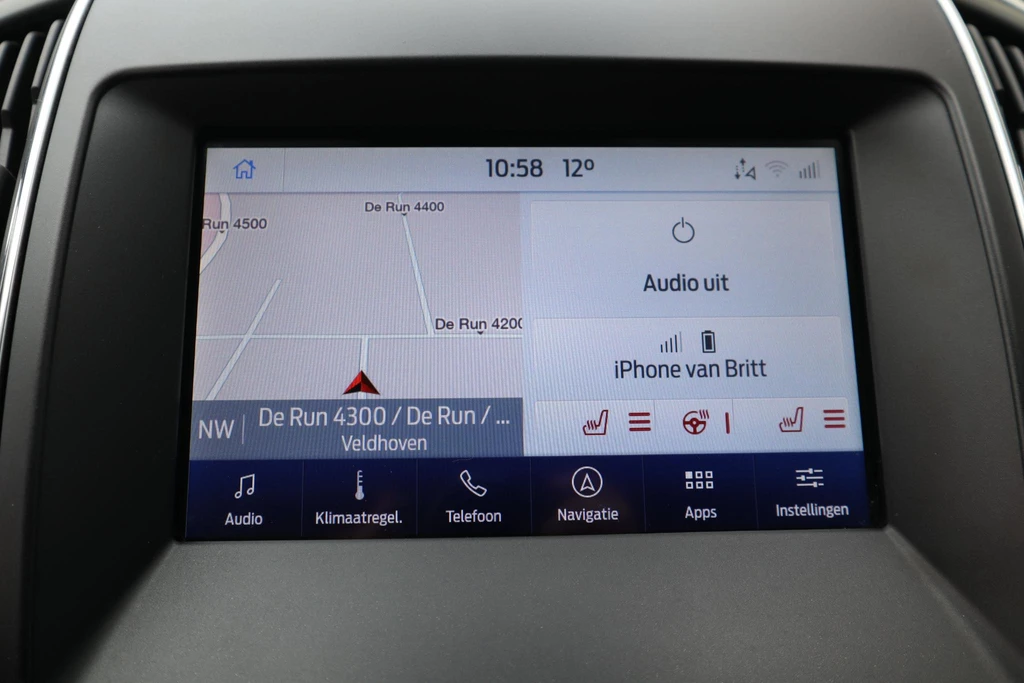 10:58 12º
De Run 4400
Run 4500
De Run 420
Audio uit
iPhone van Britt
NW De Run 4300 / De Run / ...
Veldhoven
Audio Klimaatregel. Telefoon Navigatie Apps Instellingen